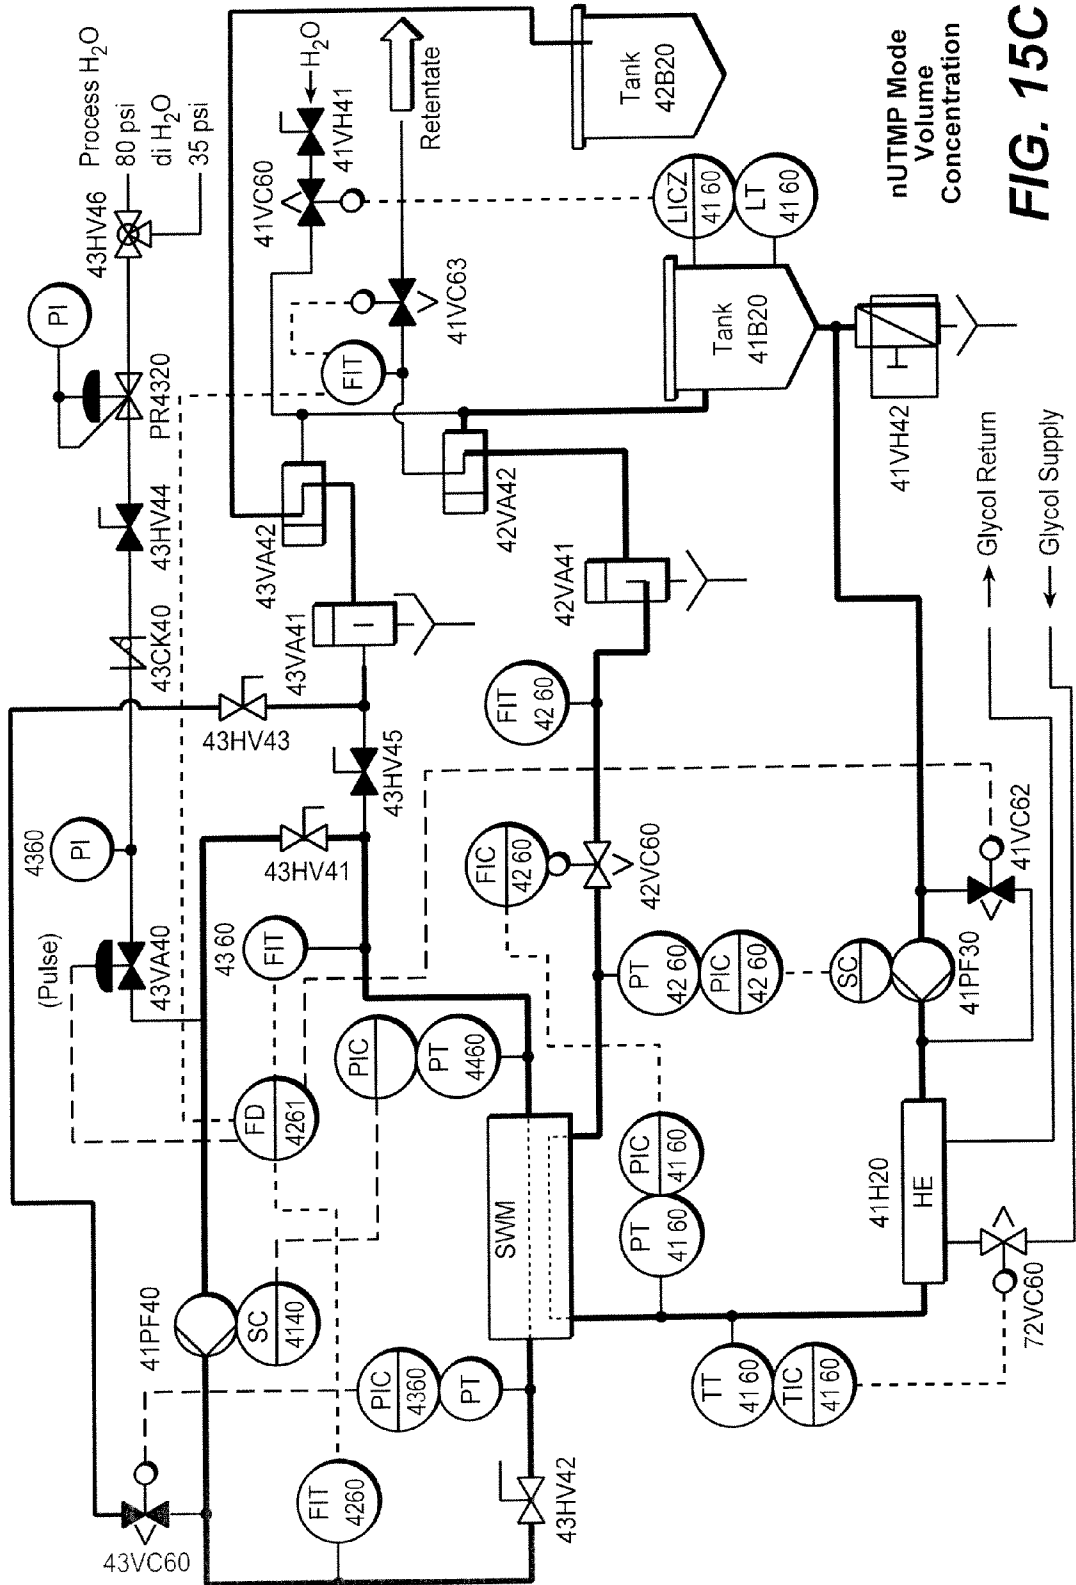 Process H₂O
80 psi
di H₂O
35 psi
43HV46
PI
PR4320
43HV44
43CK40
4360
PI
(Pulse)
43VA40
H₂O
41VH41
41VC60
Retentate
41VC63
FIT
43VA42
42VA42
43VA41
42VA41
43HV43
43HV45
43HV41
Tank
42B20
LICZ
41 60
LT
41 60
Tank
41B20
41VH42
nUTMP Mode
Volume
Concentration
FIG. 15C
Glycol Return
Glycol Supply
FIT
42 60
FIC
42 60
42VC60
43 60
FIT
FD
4261
PIC
PT
4460
PT
42 60
PIC
42 60
SC
41PF30
41VC62
41PF40
SC
4140
SWM
PT
41 60
PIC
41 60
41H20
HE
72VC60
PIC
4360
PT
TT
41 60
TIC
41 60
FIT
4260
43HV42
43VC60